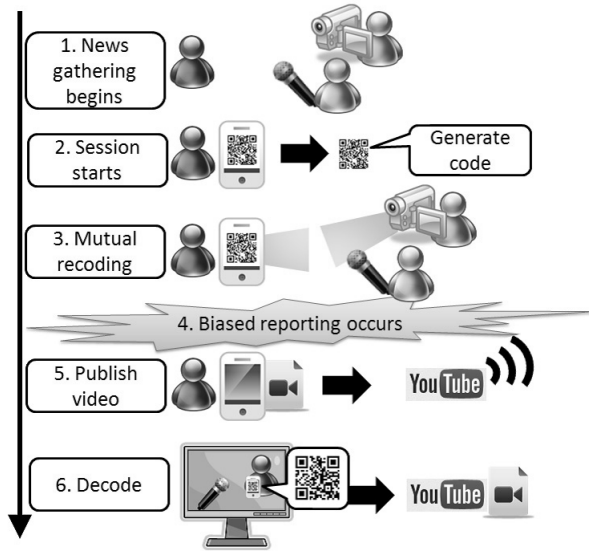 1. News
gathering
begins
2. Session
starts
Generate
code
3. Mutual
recoding
4. Biased reporting occurs
5. Publish
video
YouTube
6. Decode
YouTube